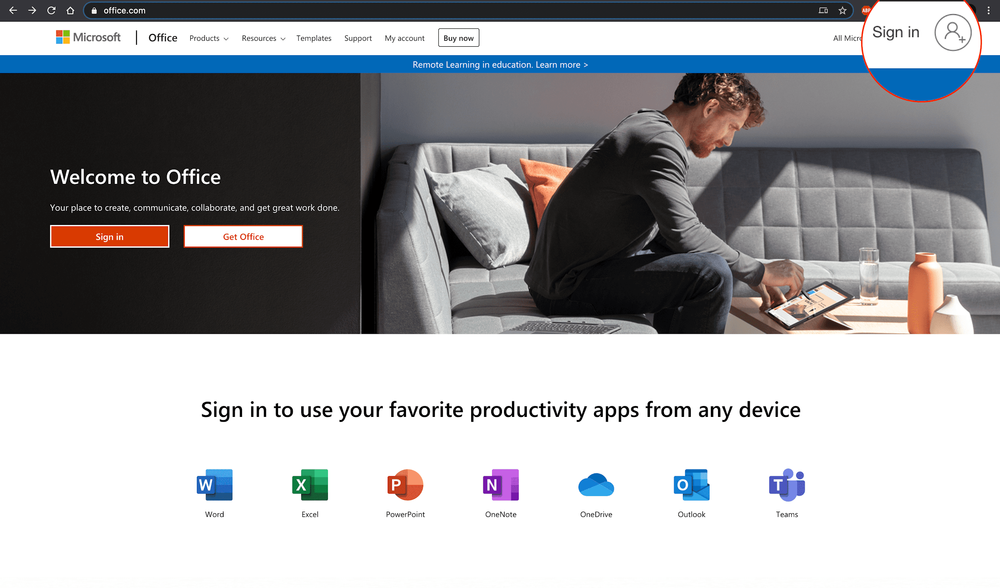 office.com
ABP
Microsoft
Office
Products
Resources
Templates
Support
My account
Buy now
All Micro
Sign in
Remote Learning in education. Learn more >
Welcome to Office
Your place to create, communicate, collaborate, and get great work done.
Sign in
Get Office
Sign in to use your favorite productivity apps from any device
W
X
P
N
O
T
Word
Excel
PowerPoint
OneNote
OneDrive
Outlook
Teams